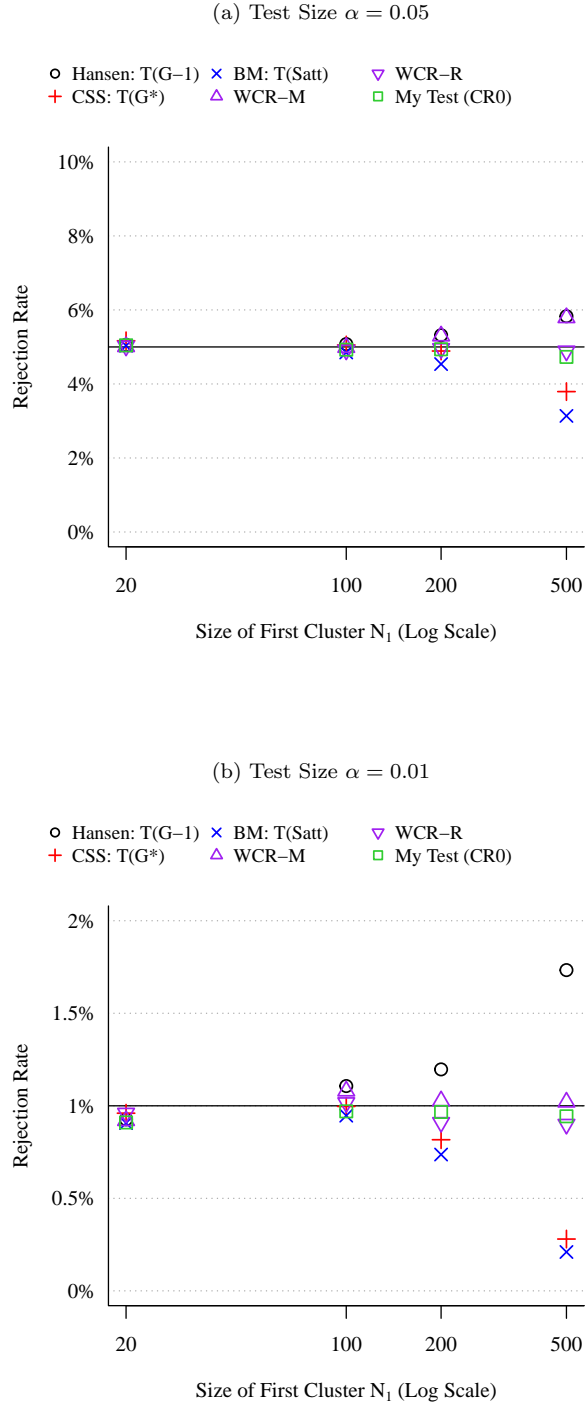 (a) Test Size α = 0.05
Hansen: T(G−1) BM: T(Satt) WCR−R
CSS: T(G*) WCR−M My Test (CR0)
10%
8%
6%
4%
2%
0%
Rejection Rate
20 100 200 500
Size of First Cluster N₁ (Log Scale)
(b) Test Size α = 0.01
Hansen: T(G−1) BM: T(Satt) WCR−R
CSS: T(G*) WCR−M My Test (CR0)
2%
1.5%
1%
0.5%
0%
Rejection Rate
20 100 200 500
Size of First Cluster N₁ (Log Scale)